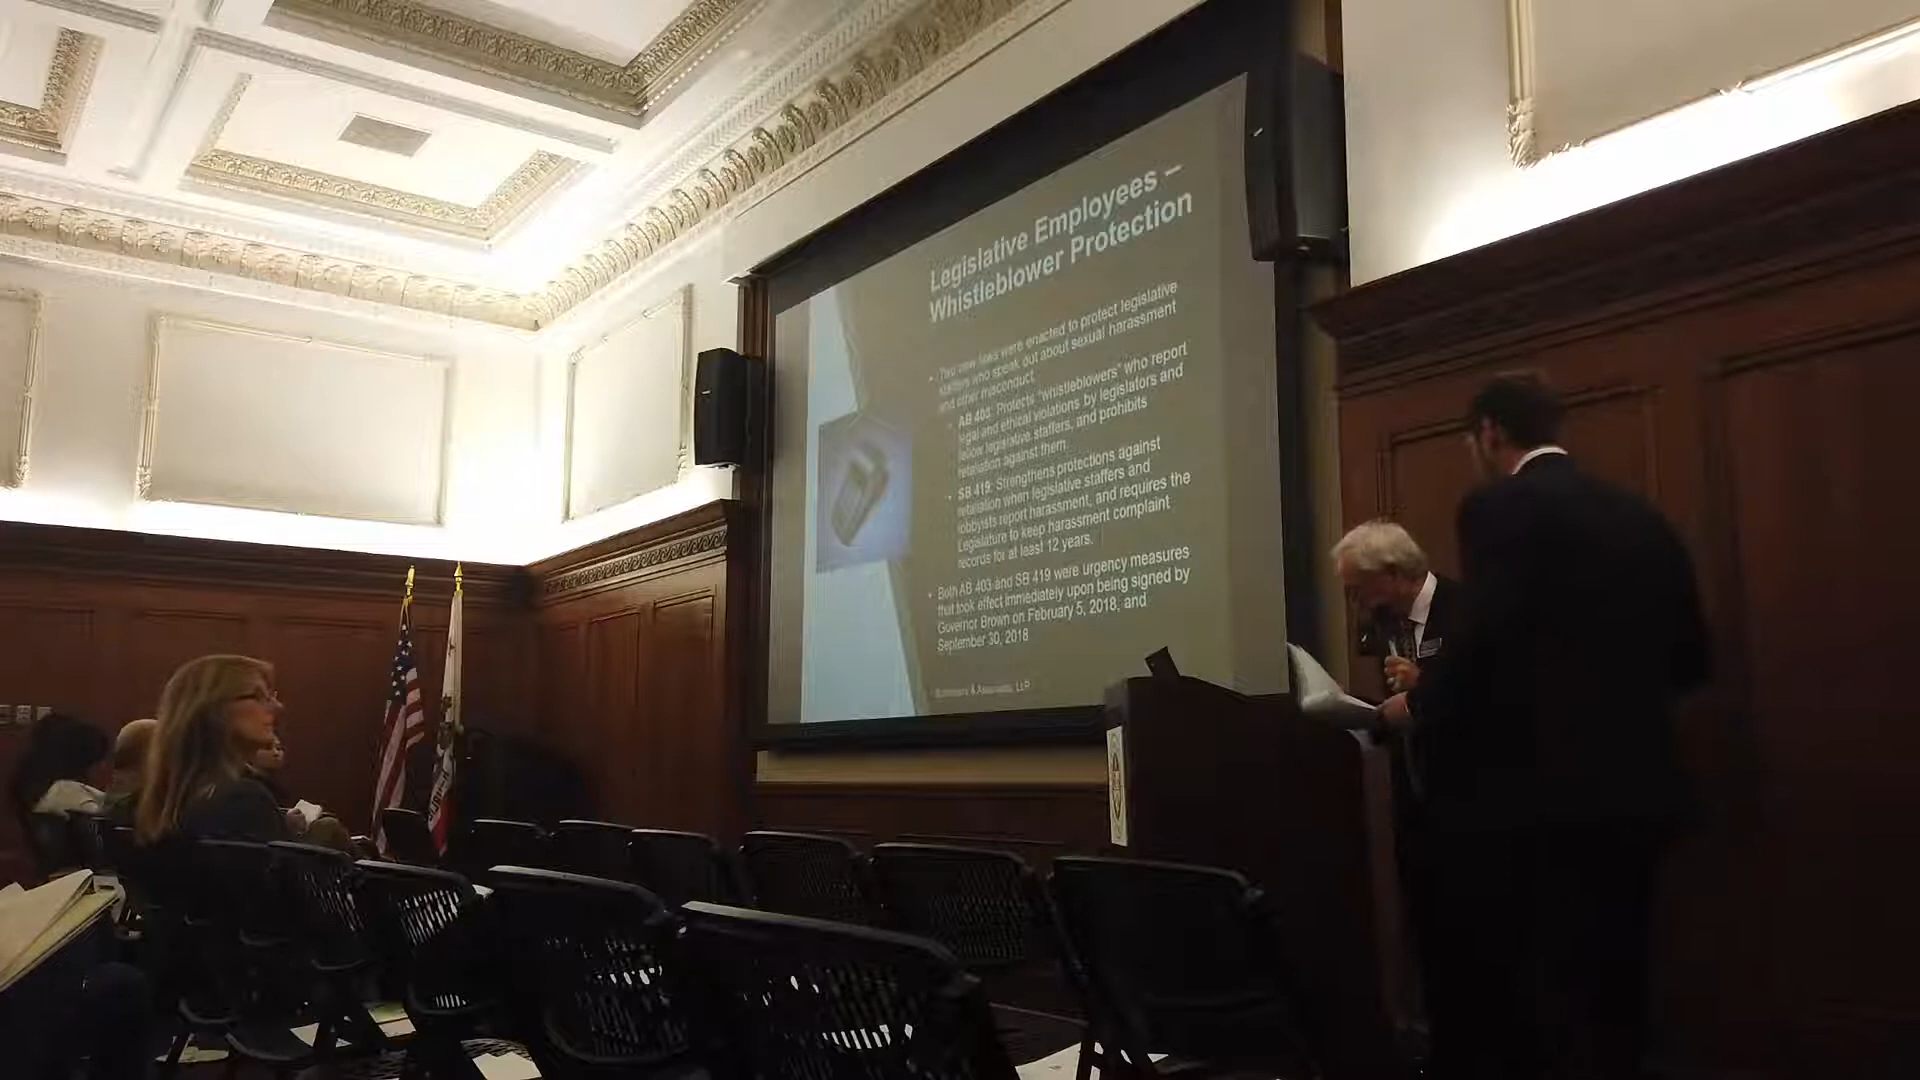 Legislative Employees –
Whistleblower Protection
Two new laws were enacted to protect legislative
staffers who speak out about sexual harassment
and other misconduct.
AB 403: Protects "whistleblowers" who report
legal and ethical violations by legislators and
fellow legislative staffers, and prohibits
retaliation against them.
SB 419: Strengthens protections against
retaliation when legislative staffers and
lobbyists report harassment, and requires the
Legislature to keep harassment complaint
records for at least 12 years.
Both AB 403 and SB 419 were urgency measures
that took effect immediately upon being signed by
Governor Brown on February 5, 2018, and
September 30, 2018
& Associates, LLP